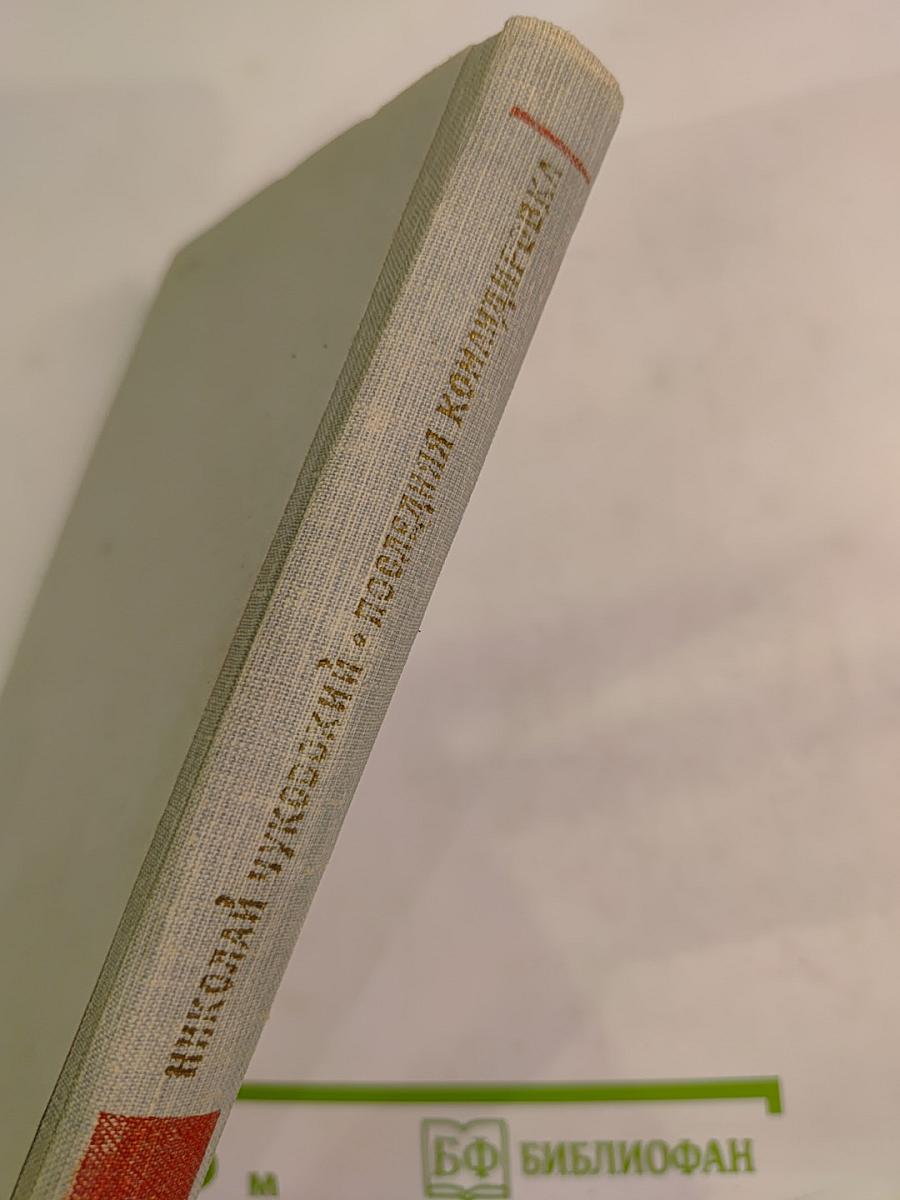 НИКОЛАЙ ЧУКОВСКИЙ • ПОСЛЕДНЯЯ КОМАНДИРОВКА
БФ БИБЛИОФАН
м